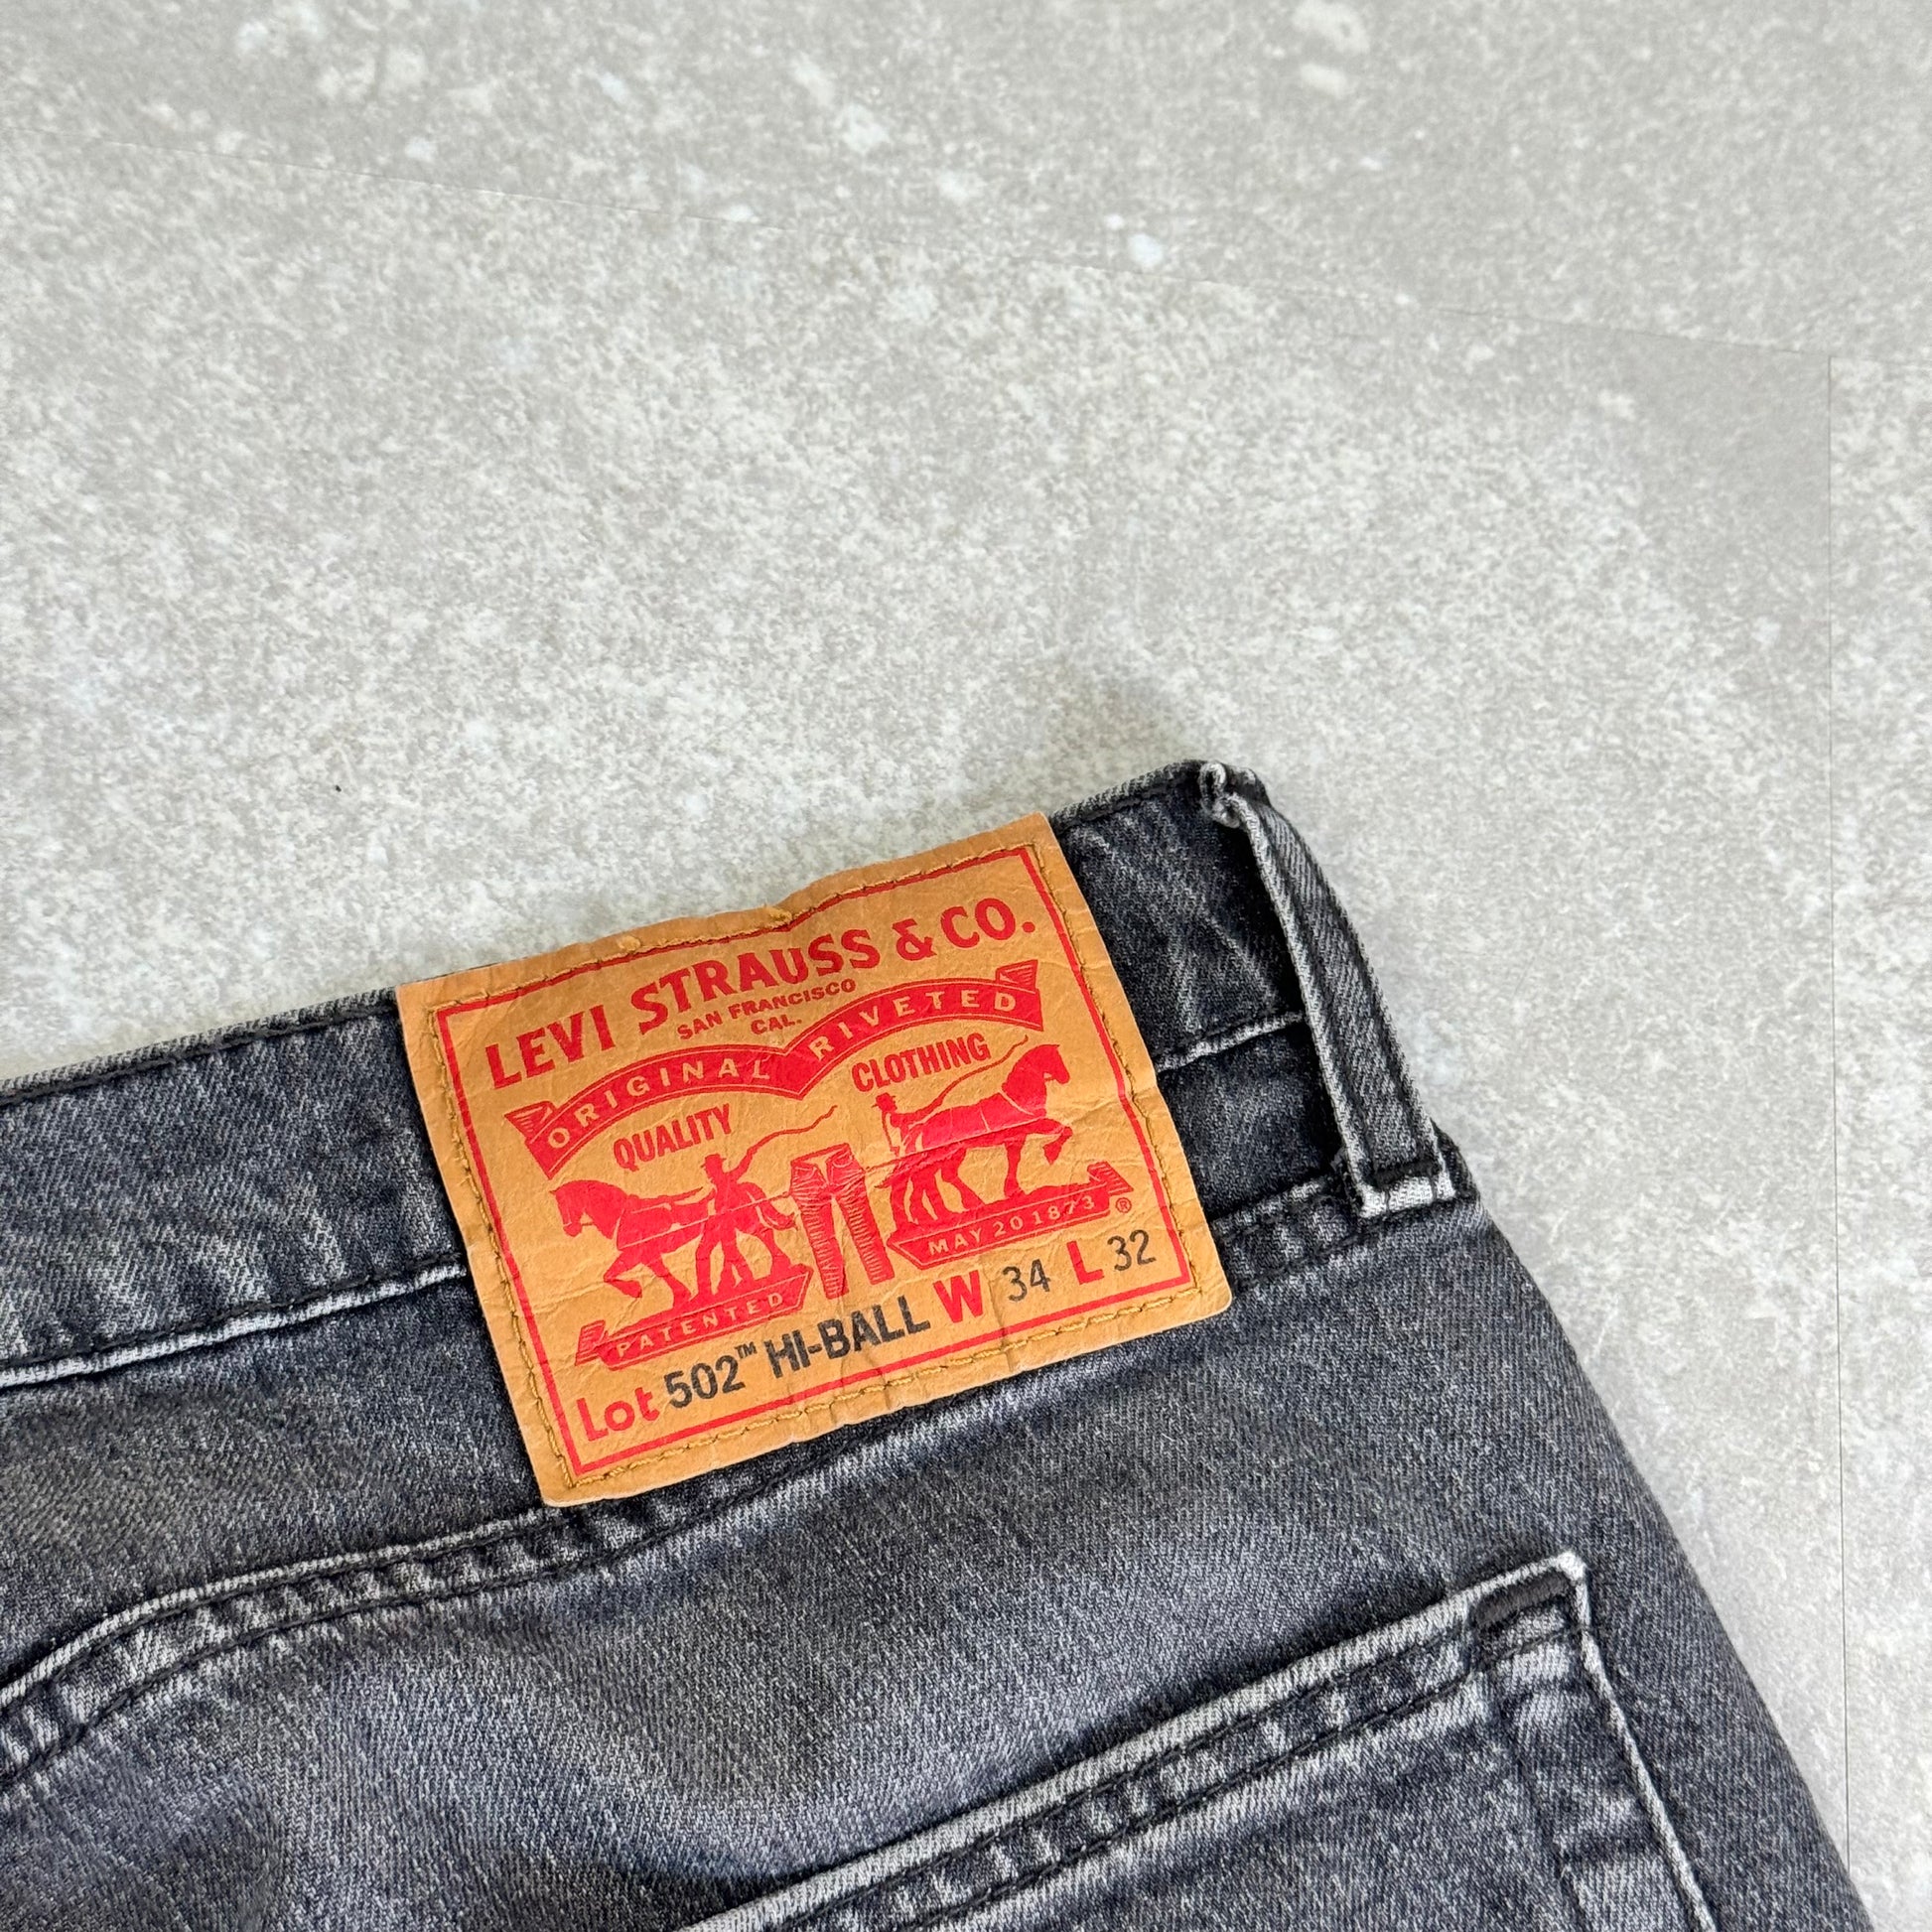 LEVI STRAUSS & CO.
SAN FRANCISCO
CAL.
ORIGINAL RIVETED
QUALITY CLOTHING
PATENTED MAY 20 1873 ®
Lot 502™ HI-BALL W 34 L 32